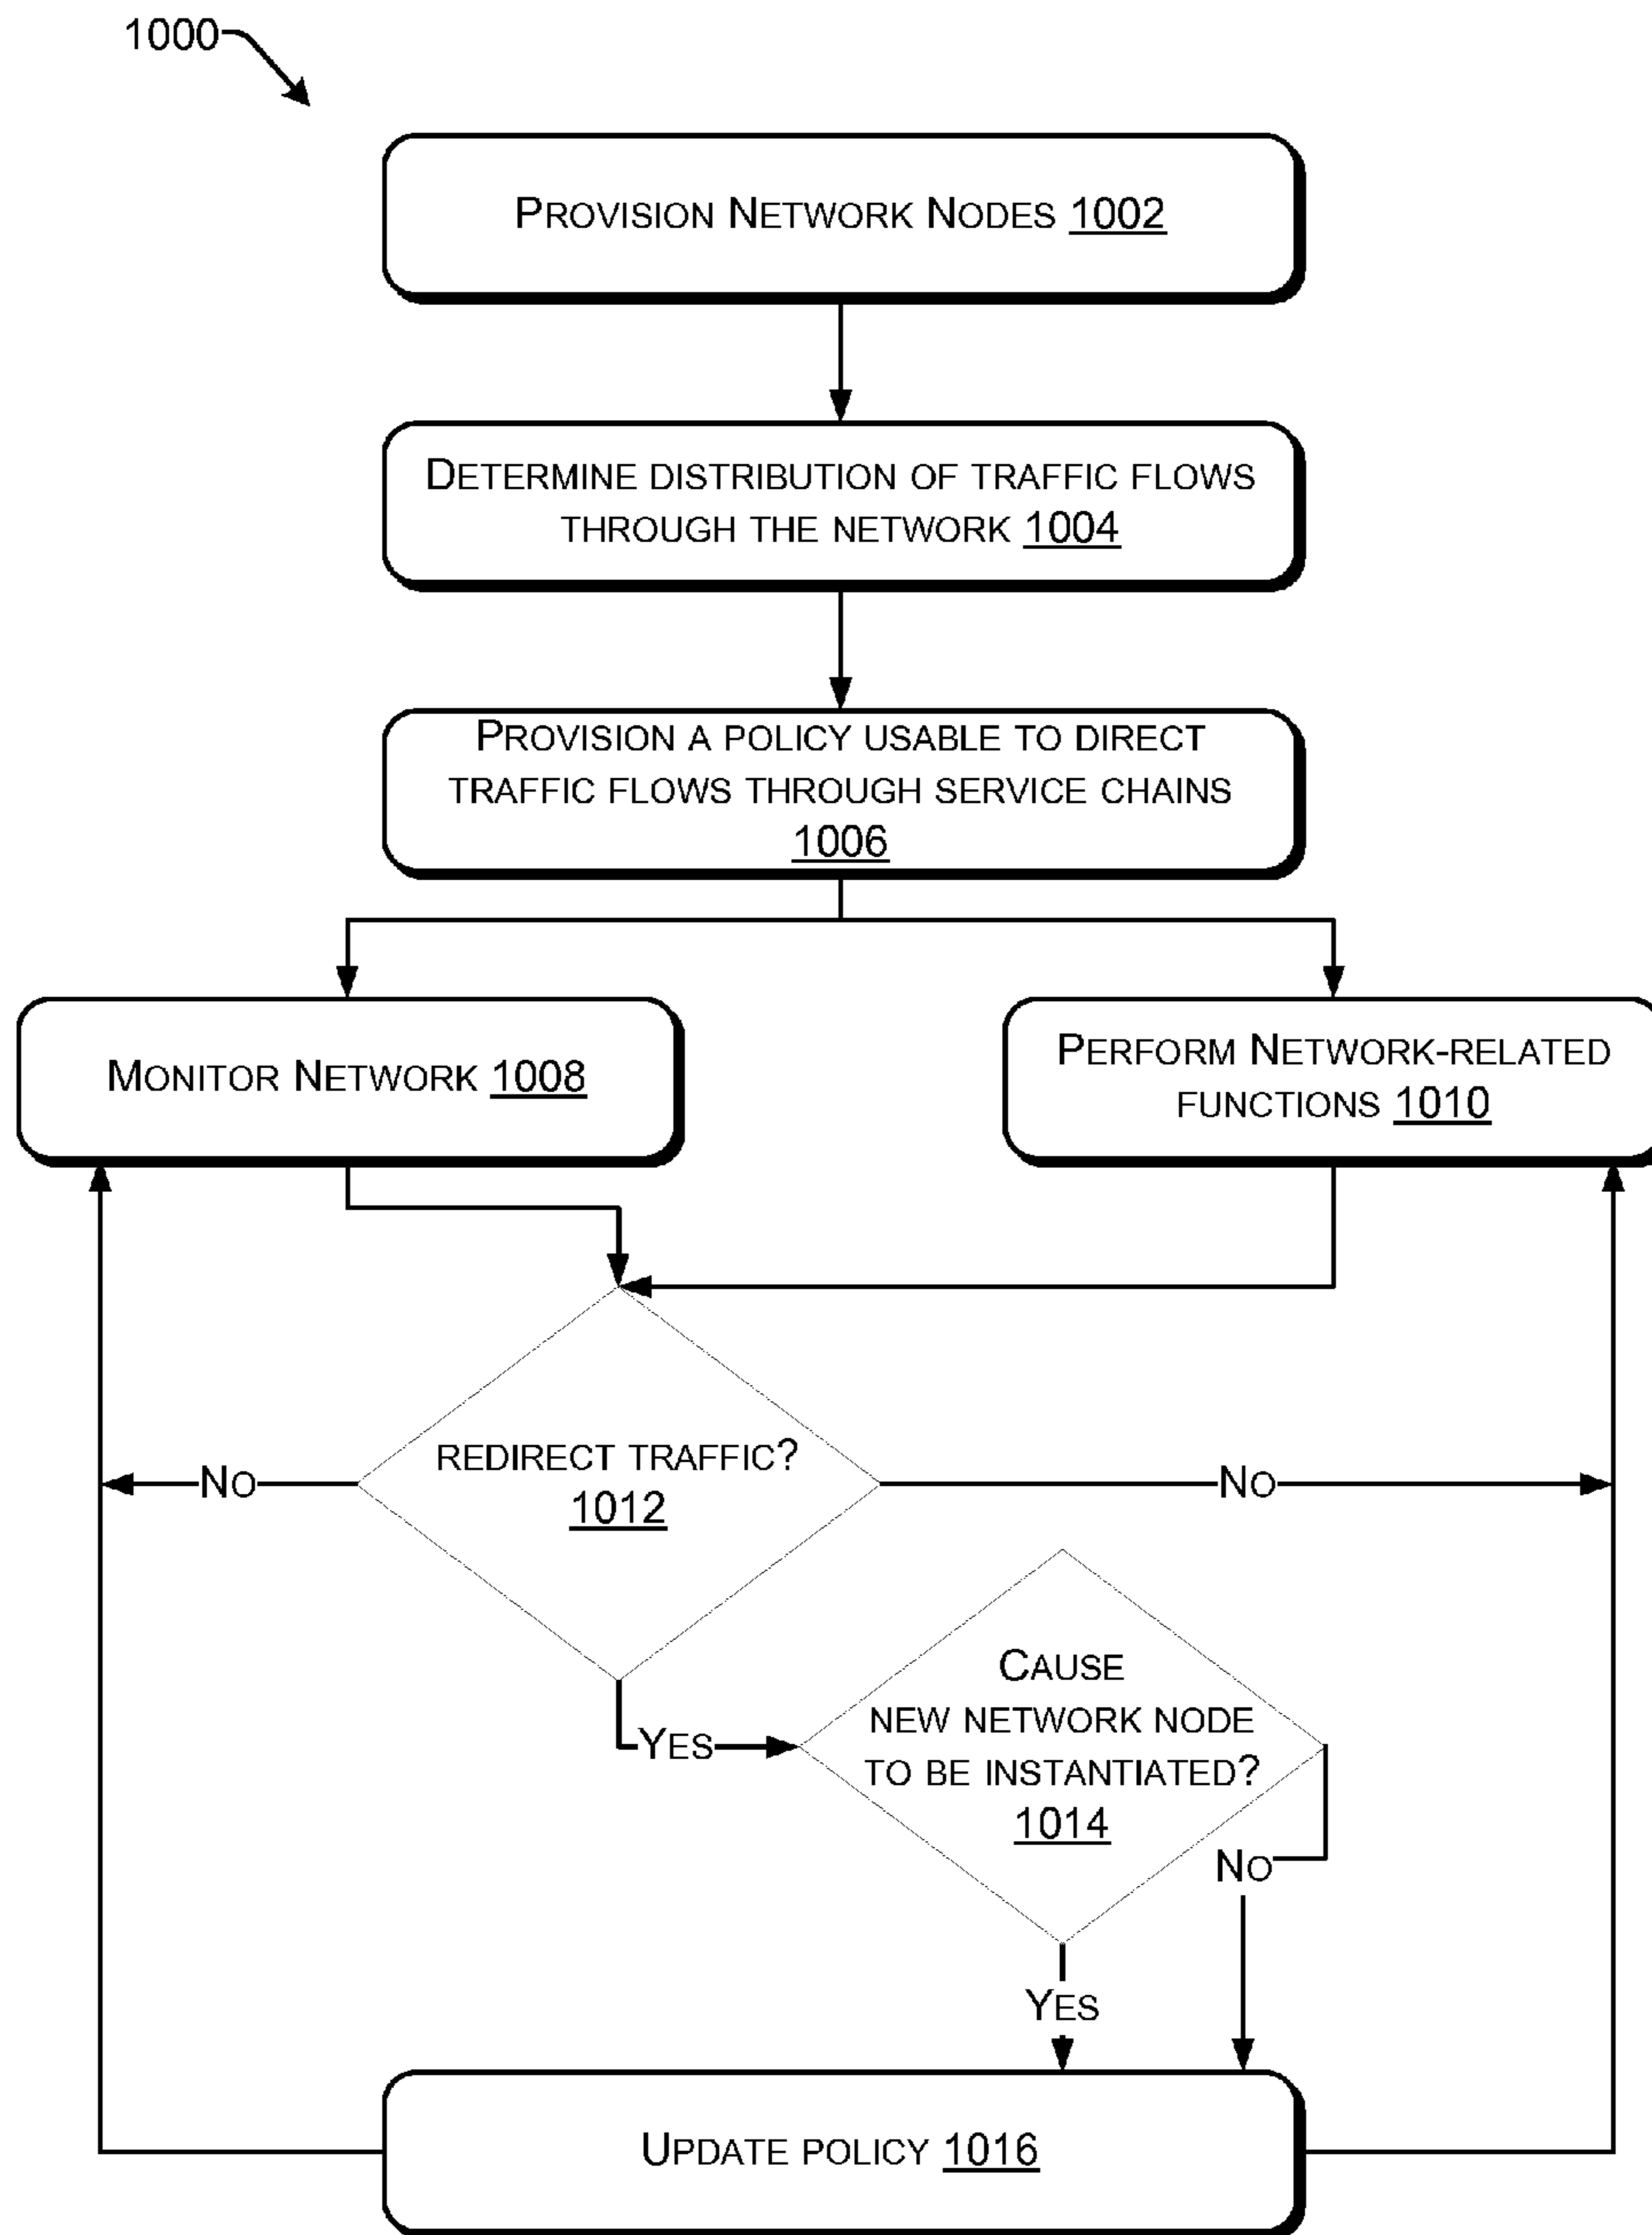 1000
Provision Network Nodes 1002
Determine distribution of traffic flows
through the network 1004
Provision a policy usable to direct
traffic flows through service chains
1006
Monitor Network 1008
Perform Network-related
functions 1010
redirect traffic?
1012
No
No
Yes
Cause
new network node
to be instantiated?
1014
No
Yes
Update policy 1016